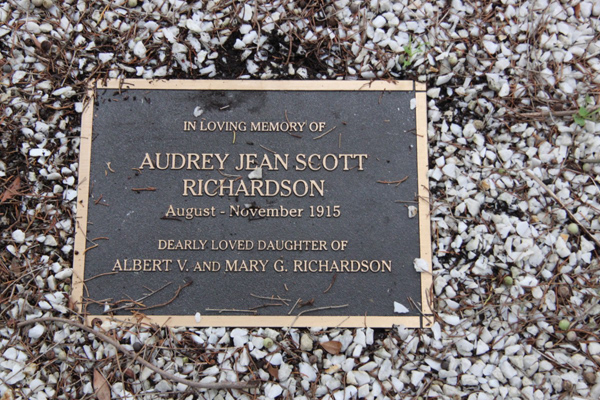 IN LOVING MEMORY OF
AUDREY JEAN SCOTT
RICHARDSON
August - November 1915
DEARLY LOVED DAUGHTER OF
ALBERT V. AND MARY G. RICHARDSON